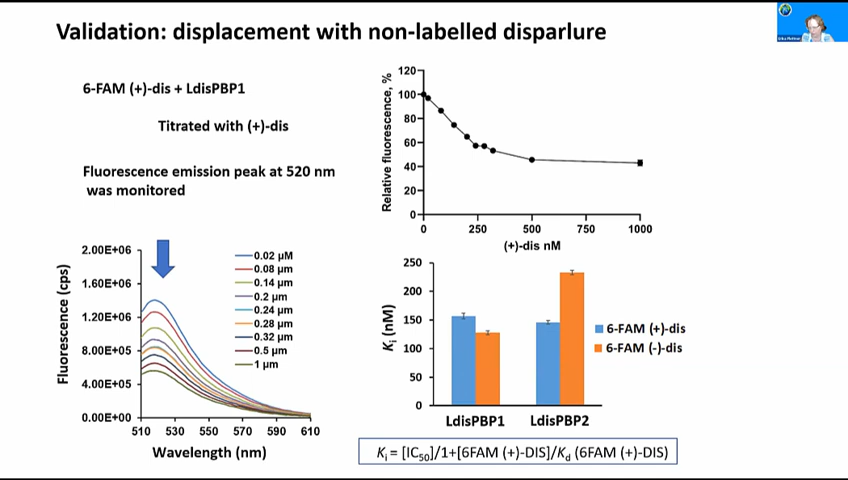 Validation: displacement with non-labelled disparlure
6-FAM (+)-dis + LdisPBP1
Titrated with (+)-dis
Fluorescence emission peak at 520 nm
was monitored
Relative fluorescence, %
120
100
80
60
40
20
0
0 250 500 750 1000
(+)-dis nM
Fluorescence (cps)
2.00E+06
1.60E+06
1.20E+06
8.00E+05
4.00E+05
0.00E+00
510 530 550 570 590 610
Wavelength (nm)
0.02 µM
0.08 µm
0.14 µm
0.2 µm
0.24 µm
0.28 µm
0.32 µm
0.5 µm
1 µm
Ki (nM)
250
200
150
100
50
0
LdisPBP1 LdisPBP2
6-FAM (+)-dis
6-FAM (-)-dis
Ki = [IC50]/1+[6FAM (+)-DIS]/Kd (6FAM (+)-DIS)